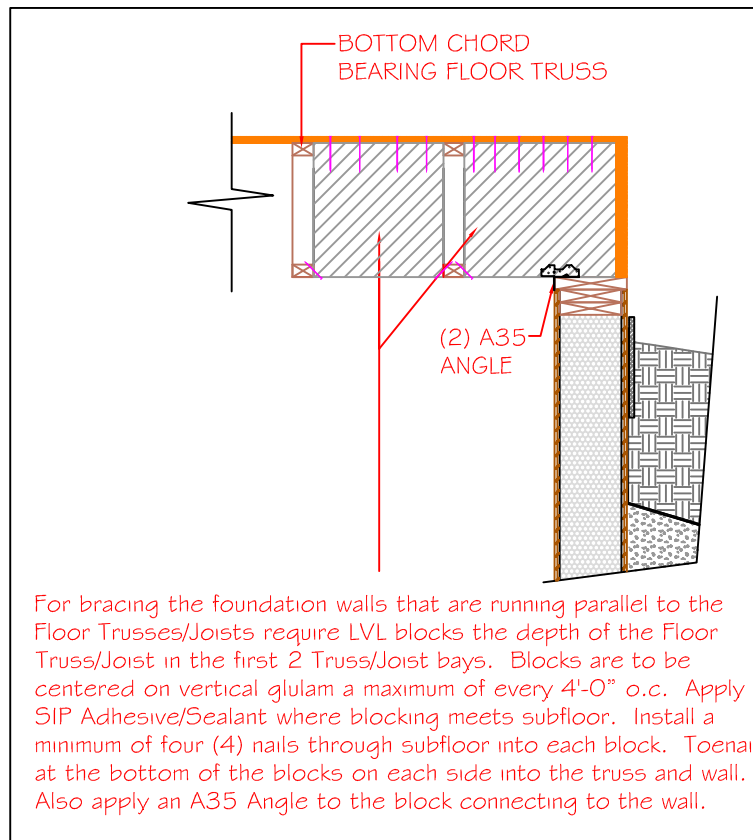 BOTTOM CHORD
BEARING FLOOR TRUSS
(2) A35
ANGLE
For bracing the foundation walls that are running parallel to the
Floor Trusses/Joists require LVL blocks the depth of the Floor
Truss/Joist in the first 2 Truss/Joist bays. Blocks are to be
centered on vertical glulam a maximum of every 4'-0" o.c. Apply
SIP Adhesive/Sealant where blocking meets subfloor. Install a
minimum of four (4) nails through subfloor into each block.
at the bottom of the blocks on each side into the truss and wall.
Also apply an A35 Angle to the block connecting to the wall.